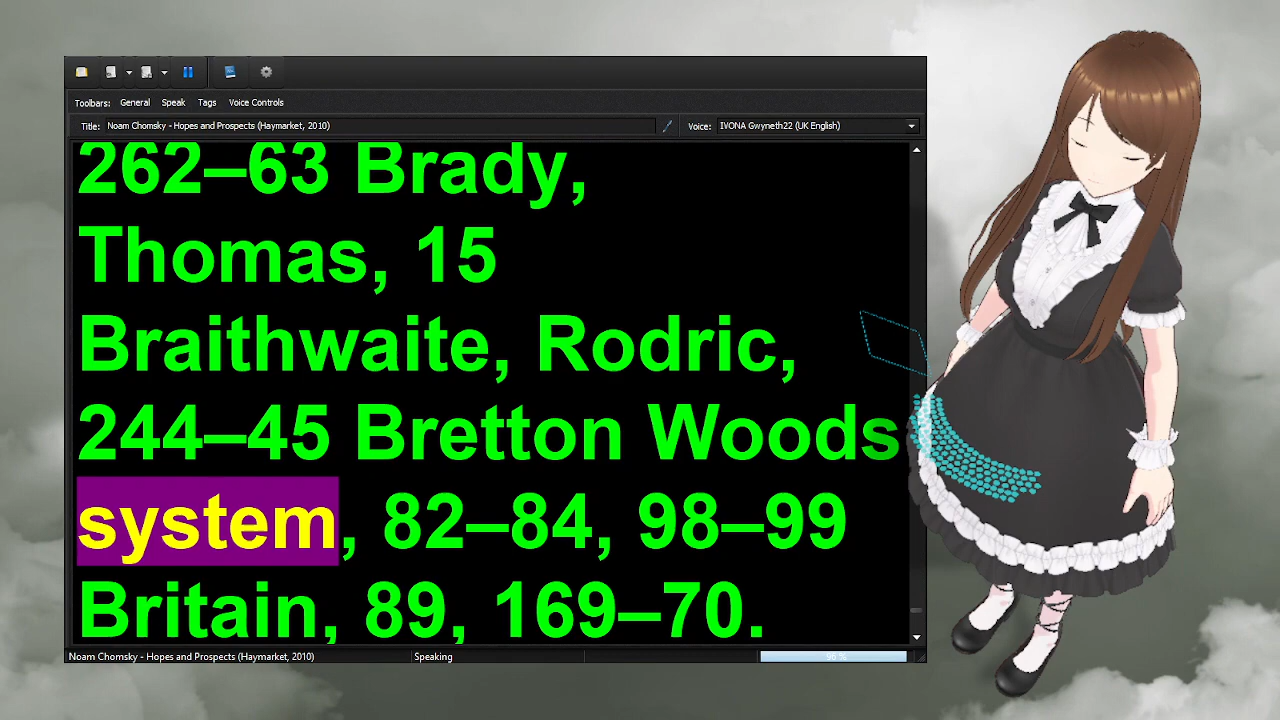 Toolbars: General Speak Tags Voice Controls
Title: Noam Chomsky - Hopes and Prospects (Haymarket, 2010) Voice: IVONA Gwyneth22 (UK English)
262–63 Brady,
Thomas, 15
Braithwaite, Rodric,
244–45 Bretton Woods
system, 82–84, 98–99
Britain, 89, 169–70.
Noam Chomsky - Hopes and Prospects (Haymarket, 2010) Speaking 96 %